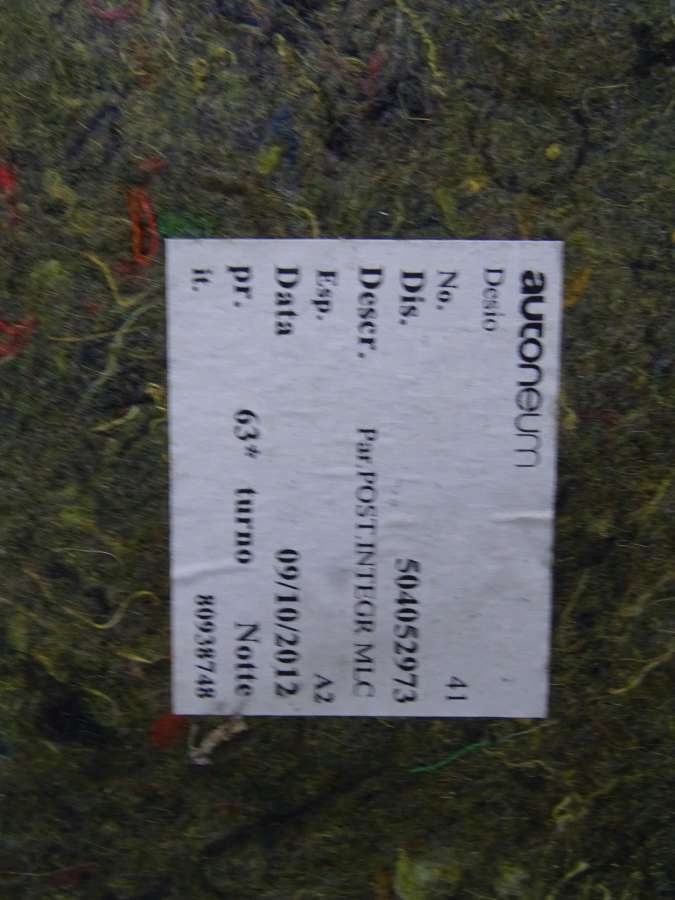 autoneum
Desio
No. 41
Dis. 504052973
Descr. Par.POST.INTEGR MLC
Esp. A2
Data 09/10/2012
pr. 63* turno Notte
it. 80938748